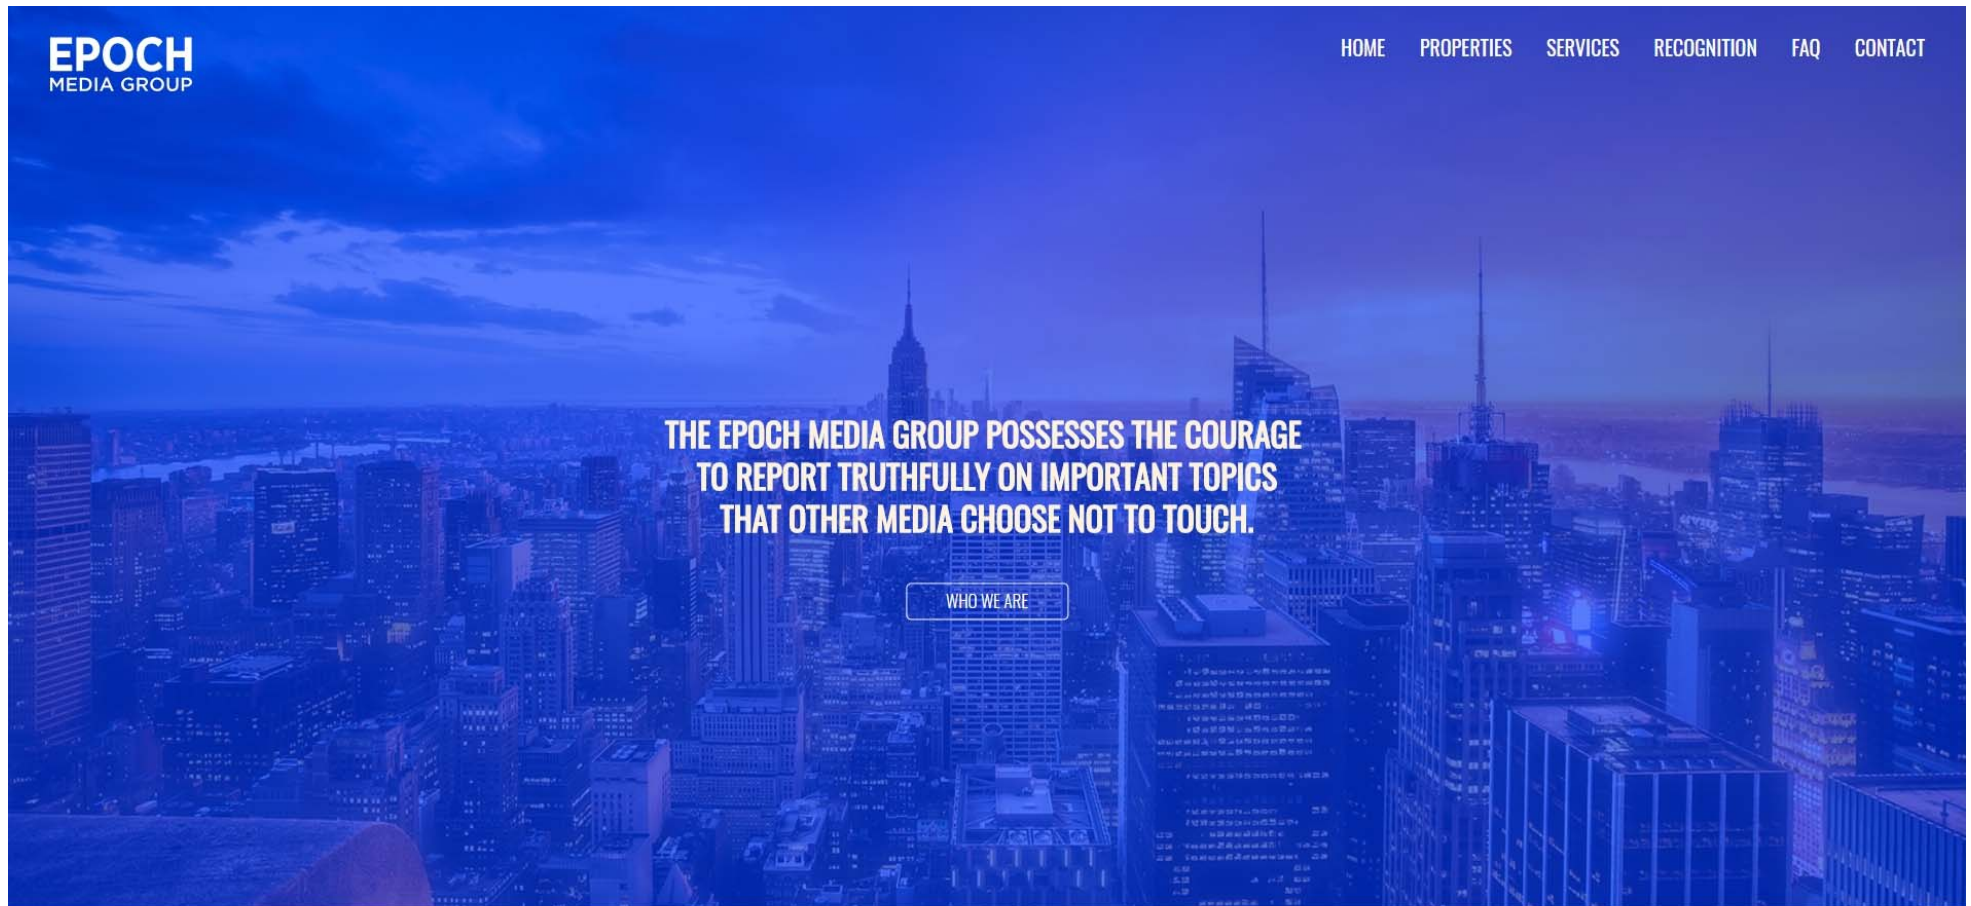 EPOCH
MEDIA GROUP
HOME PROPERTIES SERVICES RECOGNITION FAQ CONTACT
THE EPOCH MEDIA GROUP POSSESSES THE COURAGE
TO REPORT TRUTHFULLY ON IMPORTANT TOPICS
THAT OTHER MEDIA CHOOSE NOT TO TOUCH.
WHO WE ARE